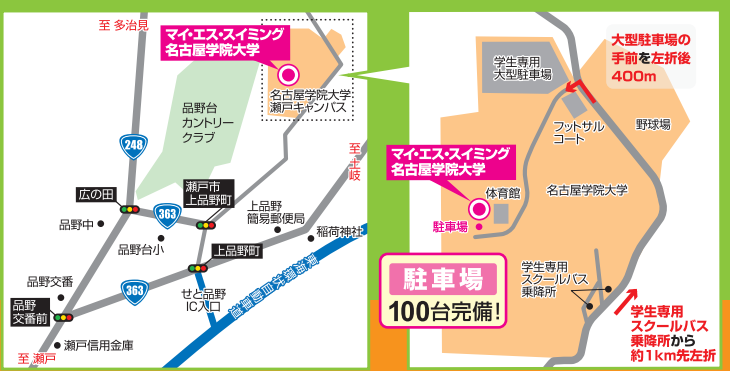 至 多治見
マイ・エス・スイミング
名古屋学院大学
名古屋学院大学
瀬戸キャンパス
品野台
カントリー
クラブ
248
至 土岐
広の田
363
瀬戸市
上品野町
上品野
簡易郵便局
品野中
品野台小
稲荷神社
上品野町
品野交番
363
せと品野
IC入口
東海環状自動車道
品野
交番前
瀬戸信用金庫
至 瀬戸
大型駐車場の
手前を左折後
400m
学生専用
大型駐車場
フットサル
コート
野球場
マイ・エス・スイミング
名古屋学院大学
体育館
名古屋学院大学
駐車場
駐車場
100台完備!
学生専用
スクールバス
乗降所
学生専用
スクールバス
乗降所から
約1km先左折